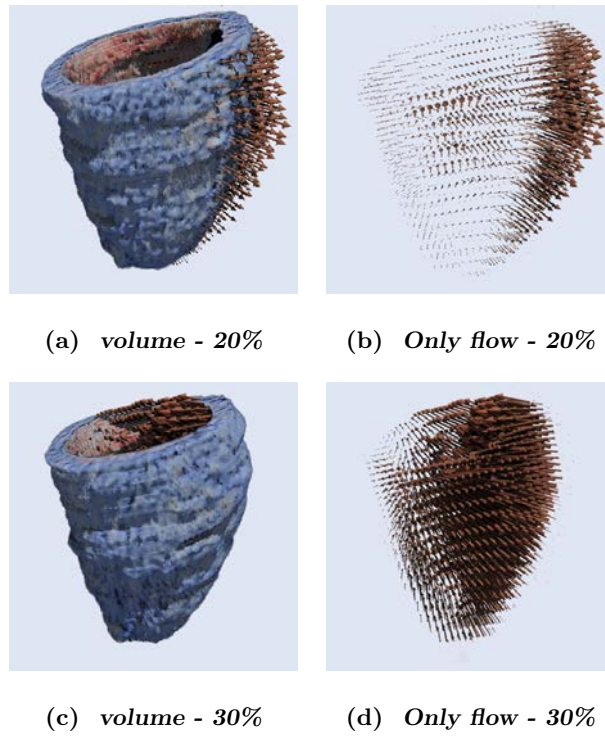 (a) volume - 20%
(b) Only flow - 20%
(c) volume - 30%
(d) Only flow - 30%